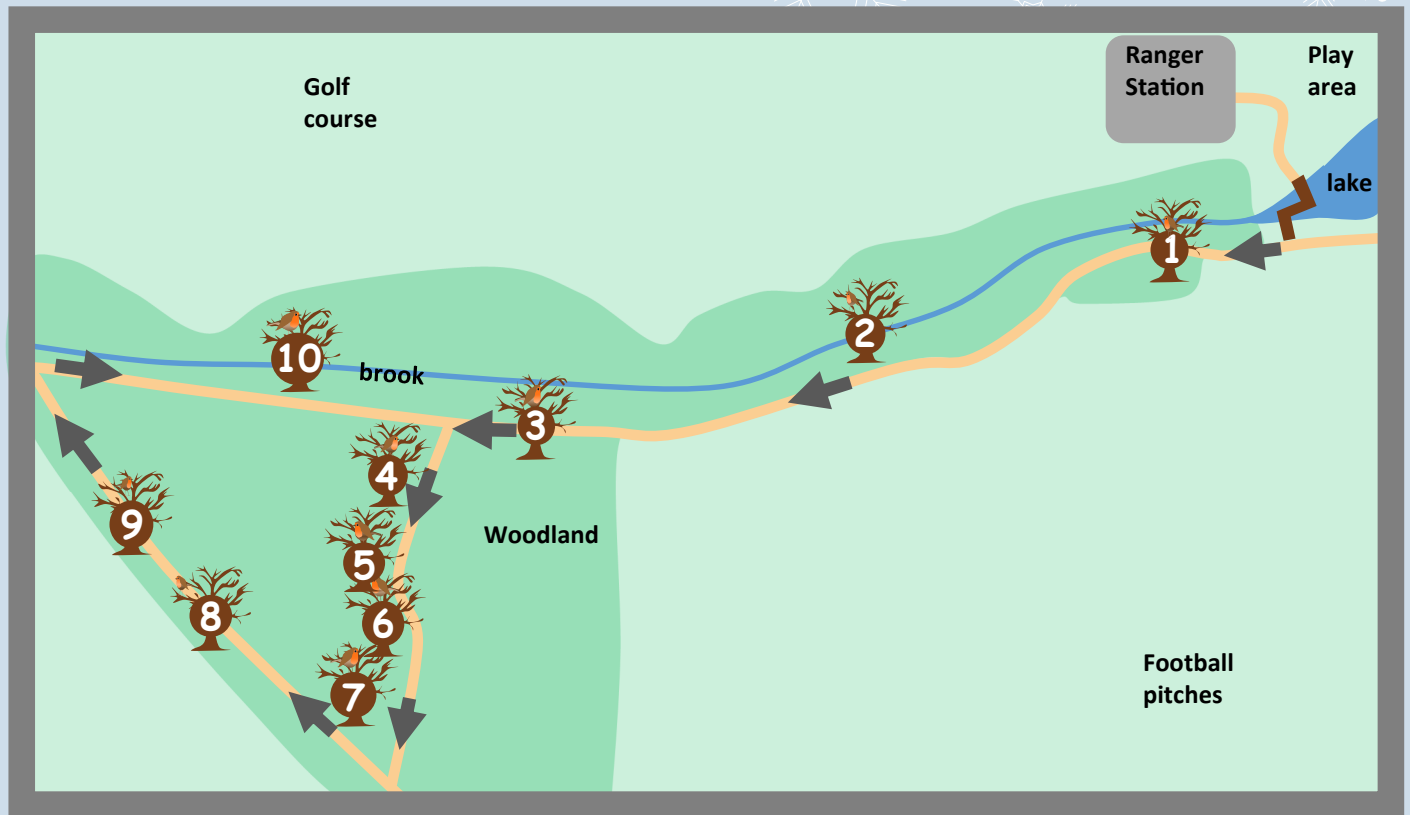 Ranger
Station
Play
area
Golf
course
lake
1
2
10
brook
3
4
9
Woodland
5
8
6
7
Football
pitches